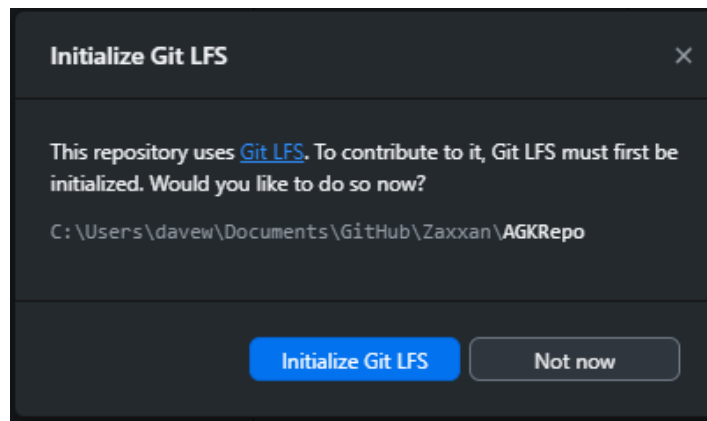 Initialize Git LFS
This repository uses Git LFS. To contribute to it, Git LFS must first be
initialized. Would you like to do so now?
C:\Users\davew\Documents\GitHub\Zaxxan\AGKRepo
Initialize Git LFS
Not now